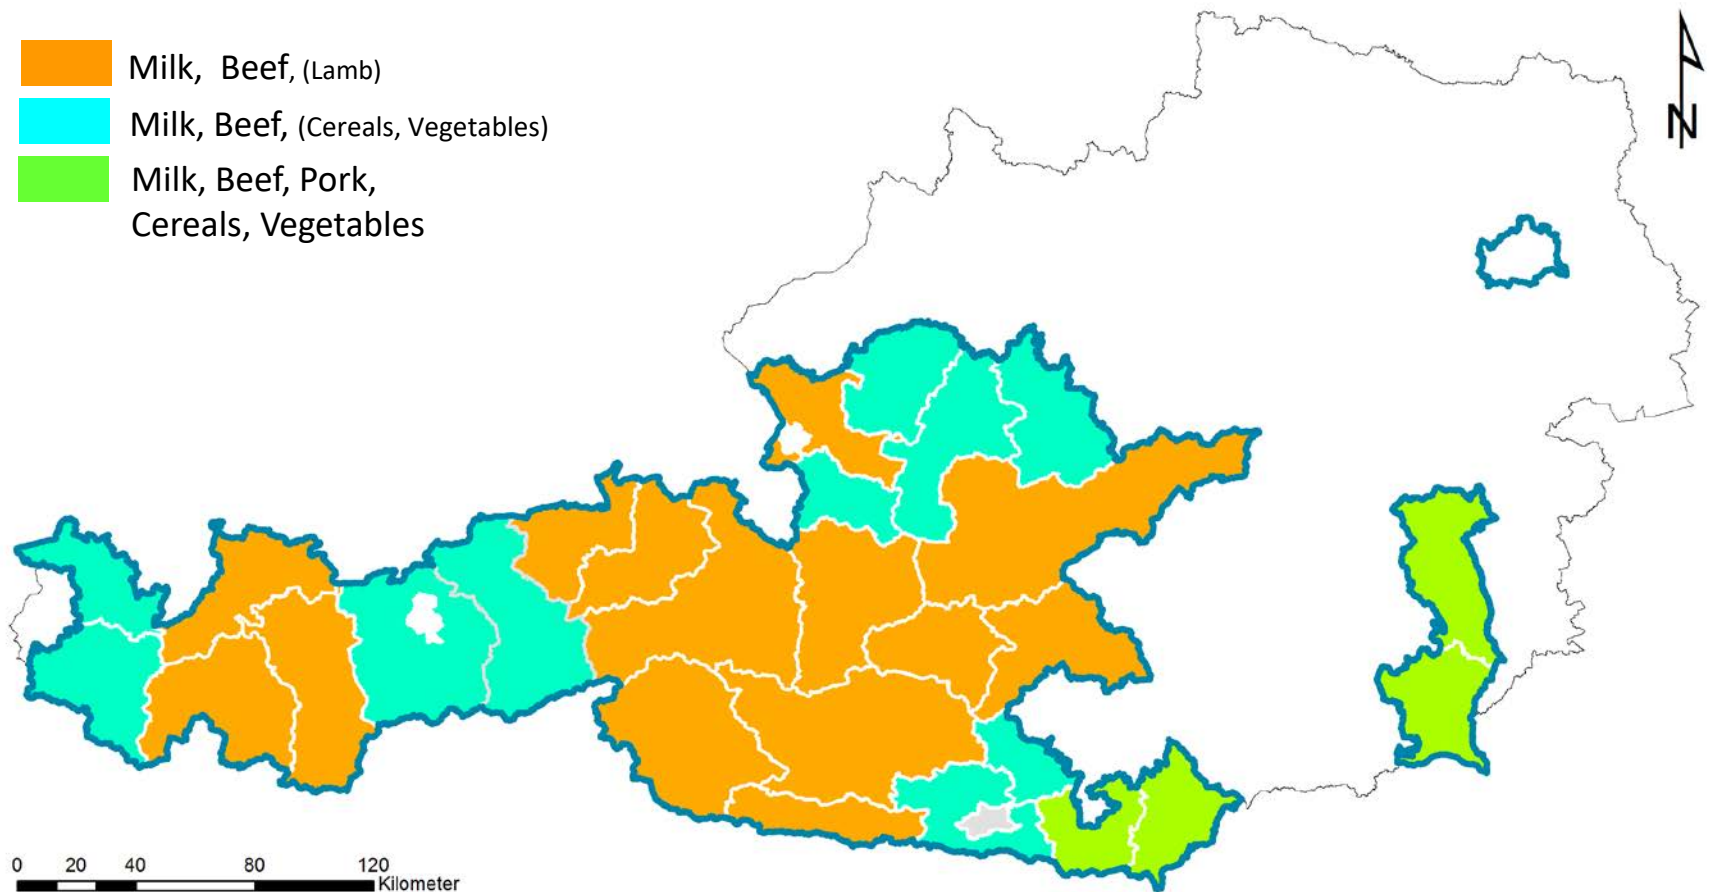 Milk, Beef, (Lamb)
Milk, Beef, (Cereals, Vegetables)
Milk, Beef, Pork,
Cereals, Vegetables
N
0 20 40 80 120
Kilometer